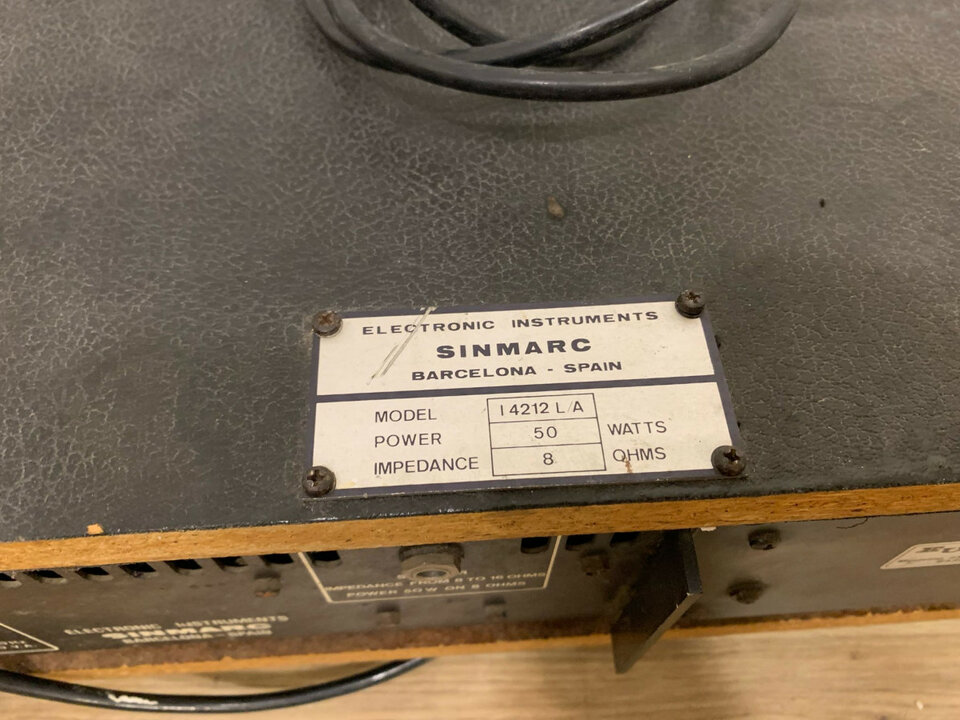 ELECTRONIC INSTRUMENTS
SINMARC
BARCELONA - SPAIN
MODEL I 4212 L/A
POWER 50 WATTS
IMPEDANCE 8 OHMS
IMPEDANCE FROM 8 TO 16 OHMS
POWER 50 W ON 8 OHMS
ELECTRONIC INSTRUMENTS
SINMARC